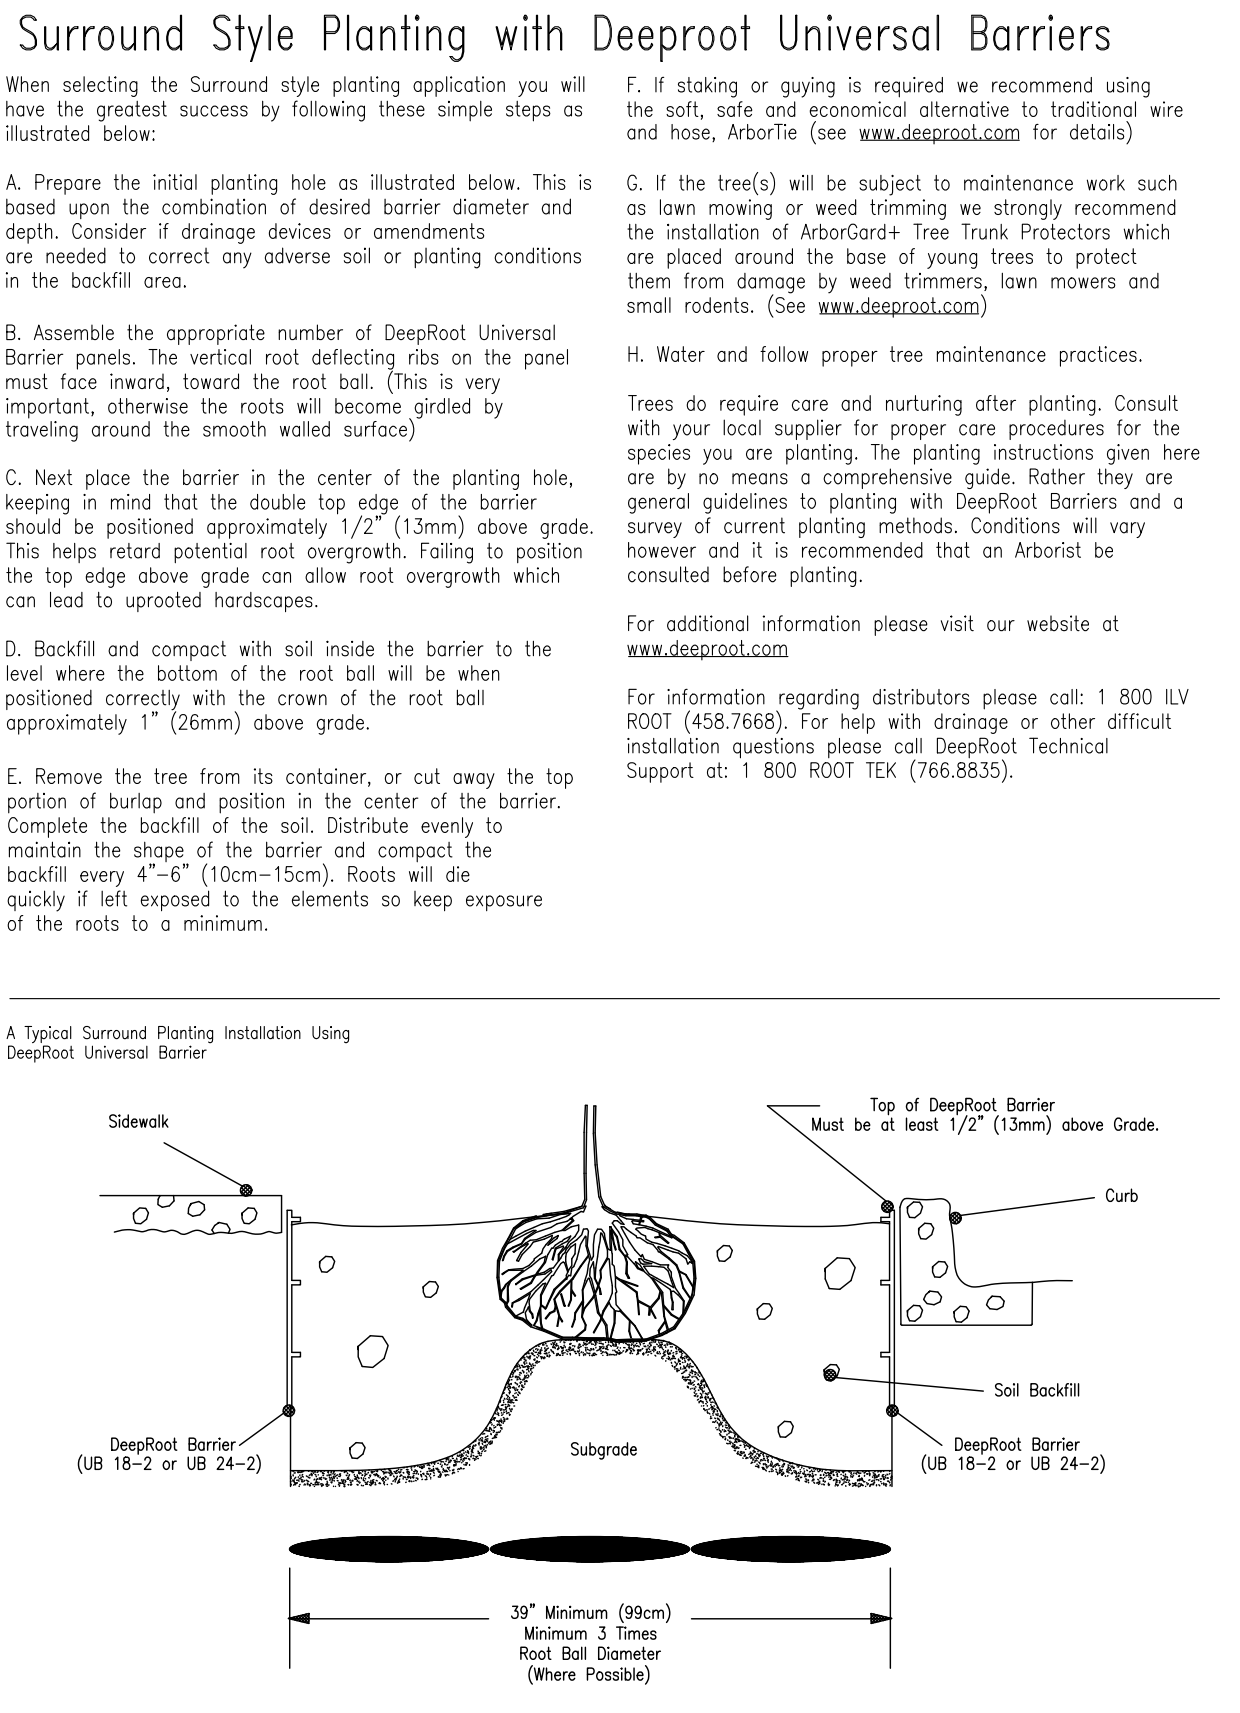 Surround Style Planting with Deeproot Universal Barriers
When selecting the Surround style planting application you will
have the greatest success by following these simple steps as
illustrated below:
A. Prepare the initial planting hole as illustrated below. This is
based upon the combination of desired barrier diameter and
depth. Consider if drainage devices or amendments
are needed to correct any adverse soil or planting conditions
in the backfill area.
B. Assemble the appropriate number of DeepRoot Universal
Barrier panels. The vertical root deflecting ribs on the panel
must face inward, toward the root ball. (This is very
important, otherwise the roots will become girdled by
traveling around the smooth walled surface)
C. Next place the barrier in the center of the planting hole,
keeping in mind that the double top edge of the barrier
should be positioned approximately 1/2" (13mm) above grade.
This helps retard potential root overgrowth. Failing to position
the top edge above grade can allow root overgrowth which
can lead to uprooted hardscapes.
D. Backfill and compact with soil inside the barrier to the
level where the bottom of the root ball will be when
positioned correctly with the crown of the root ball
approximately 1" (26mm) above grade.
E. Remove the tree from its container, or cut away the top
portion of burlap and position in the center of the barrier.
Complete the backfill of the soil. Distribute evenly to
maintain the shape of the barrier and compact the
backfill every 4"-6" (10cm-15cm). Roots will die
quickly if left exposed to the elements so keep exposure
of the roots to a minimum.
F. If staking or guying is required we recommend using
the soft, safe and economical alternative to traditional wire
and hose, ArborTie (see www.deeproot.com for details)
G. If the tree(s) will be subject to maintenance work such
as lawn mowing or weed trimming we strongly recommend
the installation of ArborGard+ Tree Trunk Protectors which
are placed around the base of young trees to protect
them from damage by weed trimmers, lawn mowers and
small rodents. (See www.deeproot.com)
H. Water and follow proper tree maintenance practices.
Trees do require care and nurturing after planting. Consult
with your local supplier for proper care procedures for the
species you are planting. The planting instructions given here
are by no means a comprehensive guide. Rather they are
general guidelines to planting with DeepRoot Barriers and a
survey of current planting methods. Conditions will vary
however and it is recommended that an Arborist be
consulted before planting.
For additional information please visit our website at
www.deeproot.com
For information regarding distributors please call: 1 800 ILV
ROOT (458.7668). For help with drainage or other difficult
installation questions please call DeepRoot Technical
Support at: 1 800 ROOT TEK (766.8835).
A Typical Surround Planting Installation Using
DeepRoot Universal Barrier
Sidewalk
Top of DeepRoot Barrier
Must be at least 1/2" (13mm) above Grade.
Curb
Soil Backfill
DeepRoot Barrier
(UB 18-2 or UB 24-2)
Subgrade
DeepRoot Barrier
(UB 18-2 or UB 24-2)
39" Minimum (99cm)
Minimum 3 Times
Root Ball Diameter
(Where Possible)